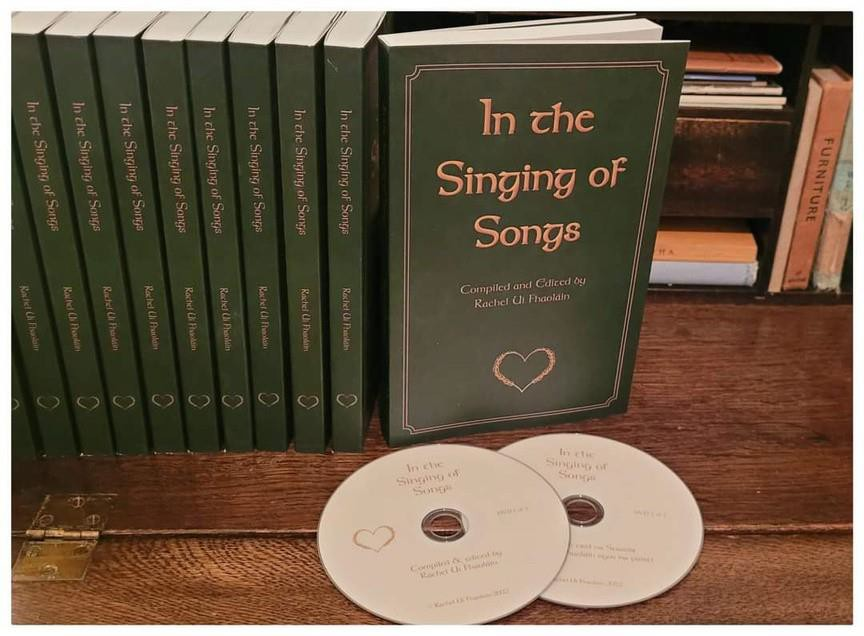 In the Singing of Songs Rachel Uí Fhaoláin
In the Singing of Songs Rachel Uí Fhaoláin
In the Singing of Songs Rachel Uí Fhaoláin
In the Singing of Songs Rachel Uí Fhaoláin
In the Singing of Songs Rachel Uí Fhaoláin
In the Singing of Songs Rachel Uí Fhaoláin
In the Singing of Songs Rachel Uí Fhaoláin
In the Singing of Songs Rachel Uí Fhaoláin
In the
Singing of
Songs
Compiled and Edited by
Rachel Uí Fhaoláin
FURNITURE
In the
Singing of
Songs
Compiled & edited by
Rachel Uí Fhaoláin
© Rachel Uí Fhaoláin 2022
In the
Singing of
Songs